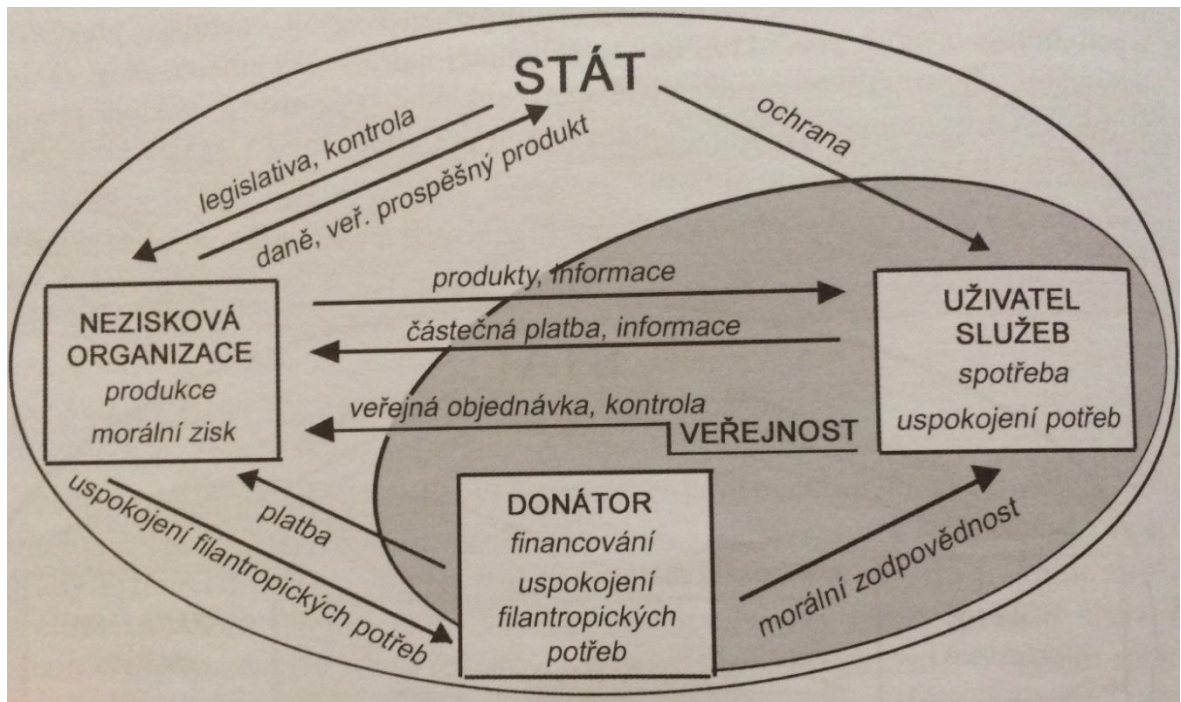 STÁT
legislativa, kontrola
daně, veř. prospěšný produkt
ochrana
produkty, informace
částečná platba, informace
veřejná objednávka, kontrola
VEŘEJNOST
NEZISKOVÁ
ORGANIZACE
produkce
morální zisk
UŽIVATEL
SLUŽEB
spotřeba
uspokojení potřeb
uspokojení filantropických potřeb
platba
DONÁTOR
financování
uspokojení
filantropických
potřeb
morální zodpovědnost